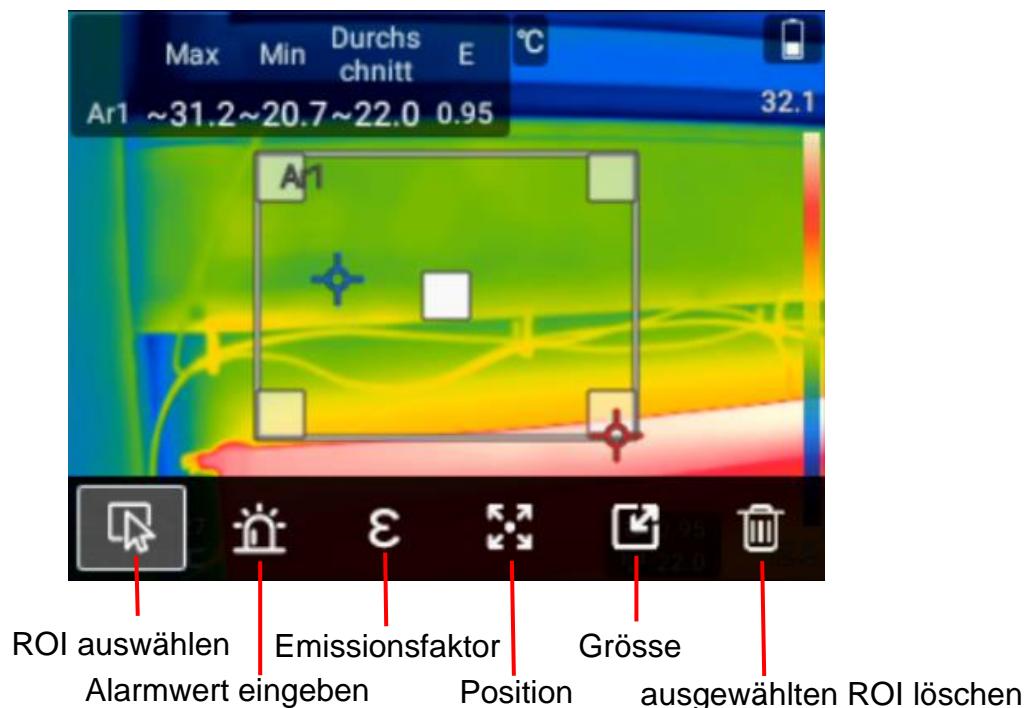 Max Min Durchs chnitt E °C
Ar1 ~31.2 ~20.7 ~22.0 0.95
32.1
Ar1
ε
ROI auswählen
Emissionsfaktor
Grösse
Alarmwert eingeben
Position
ausgewählten ROI löschen